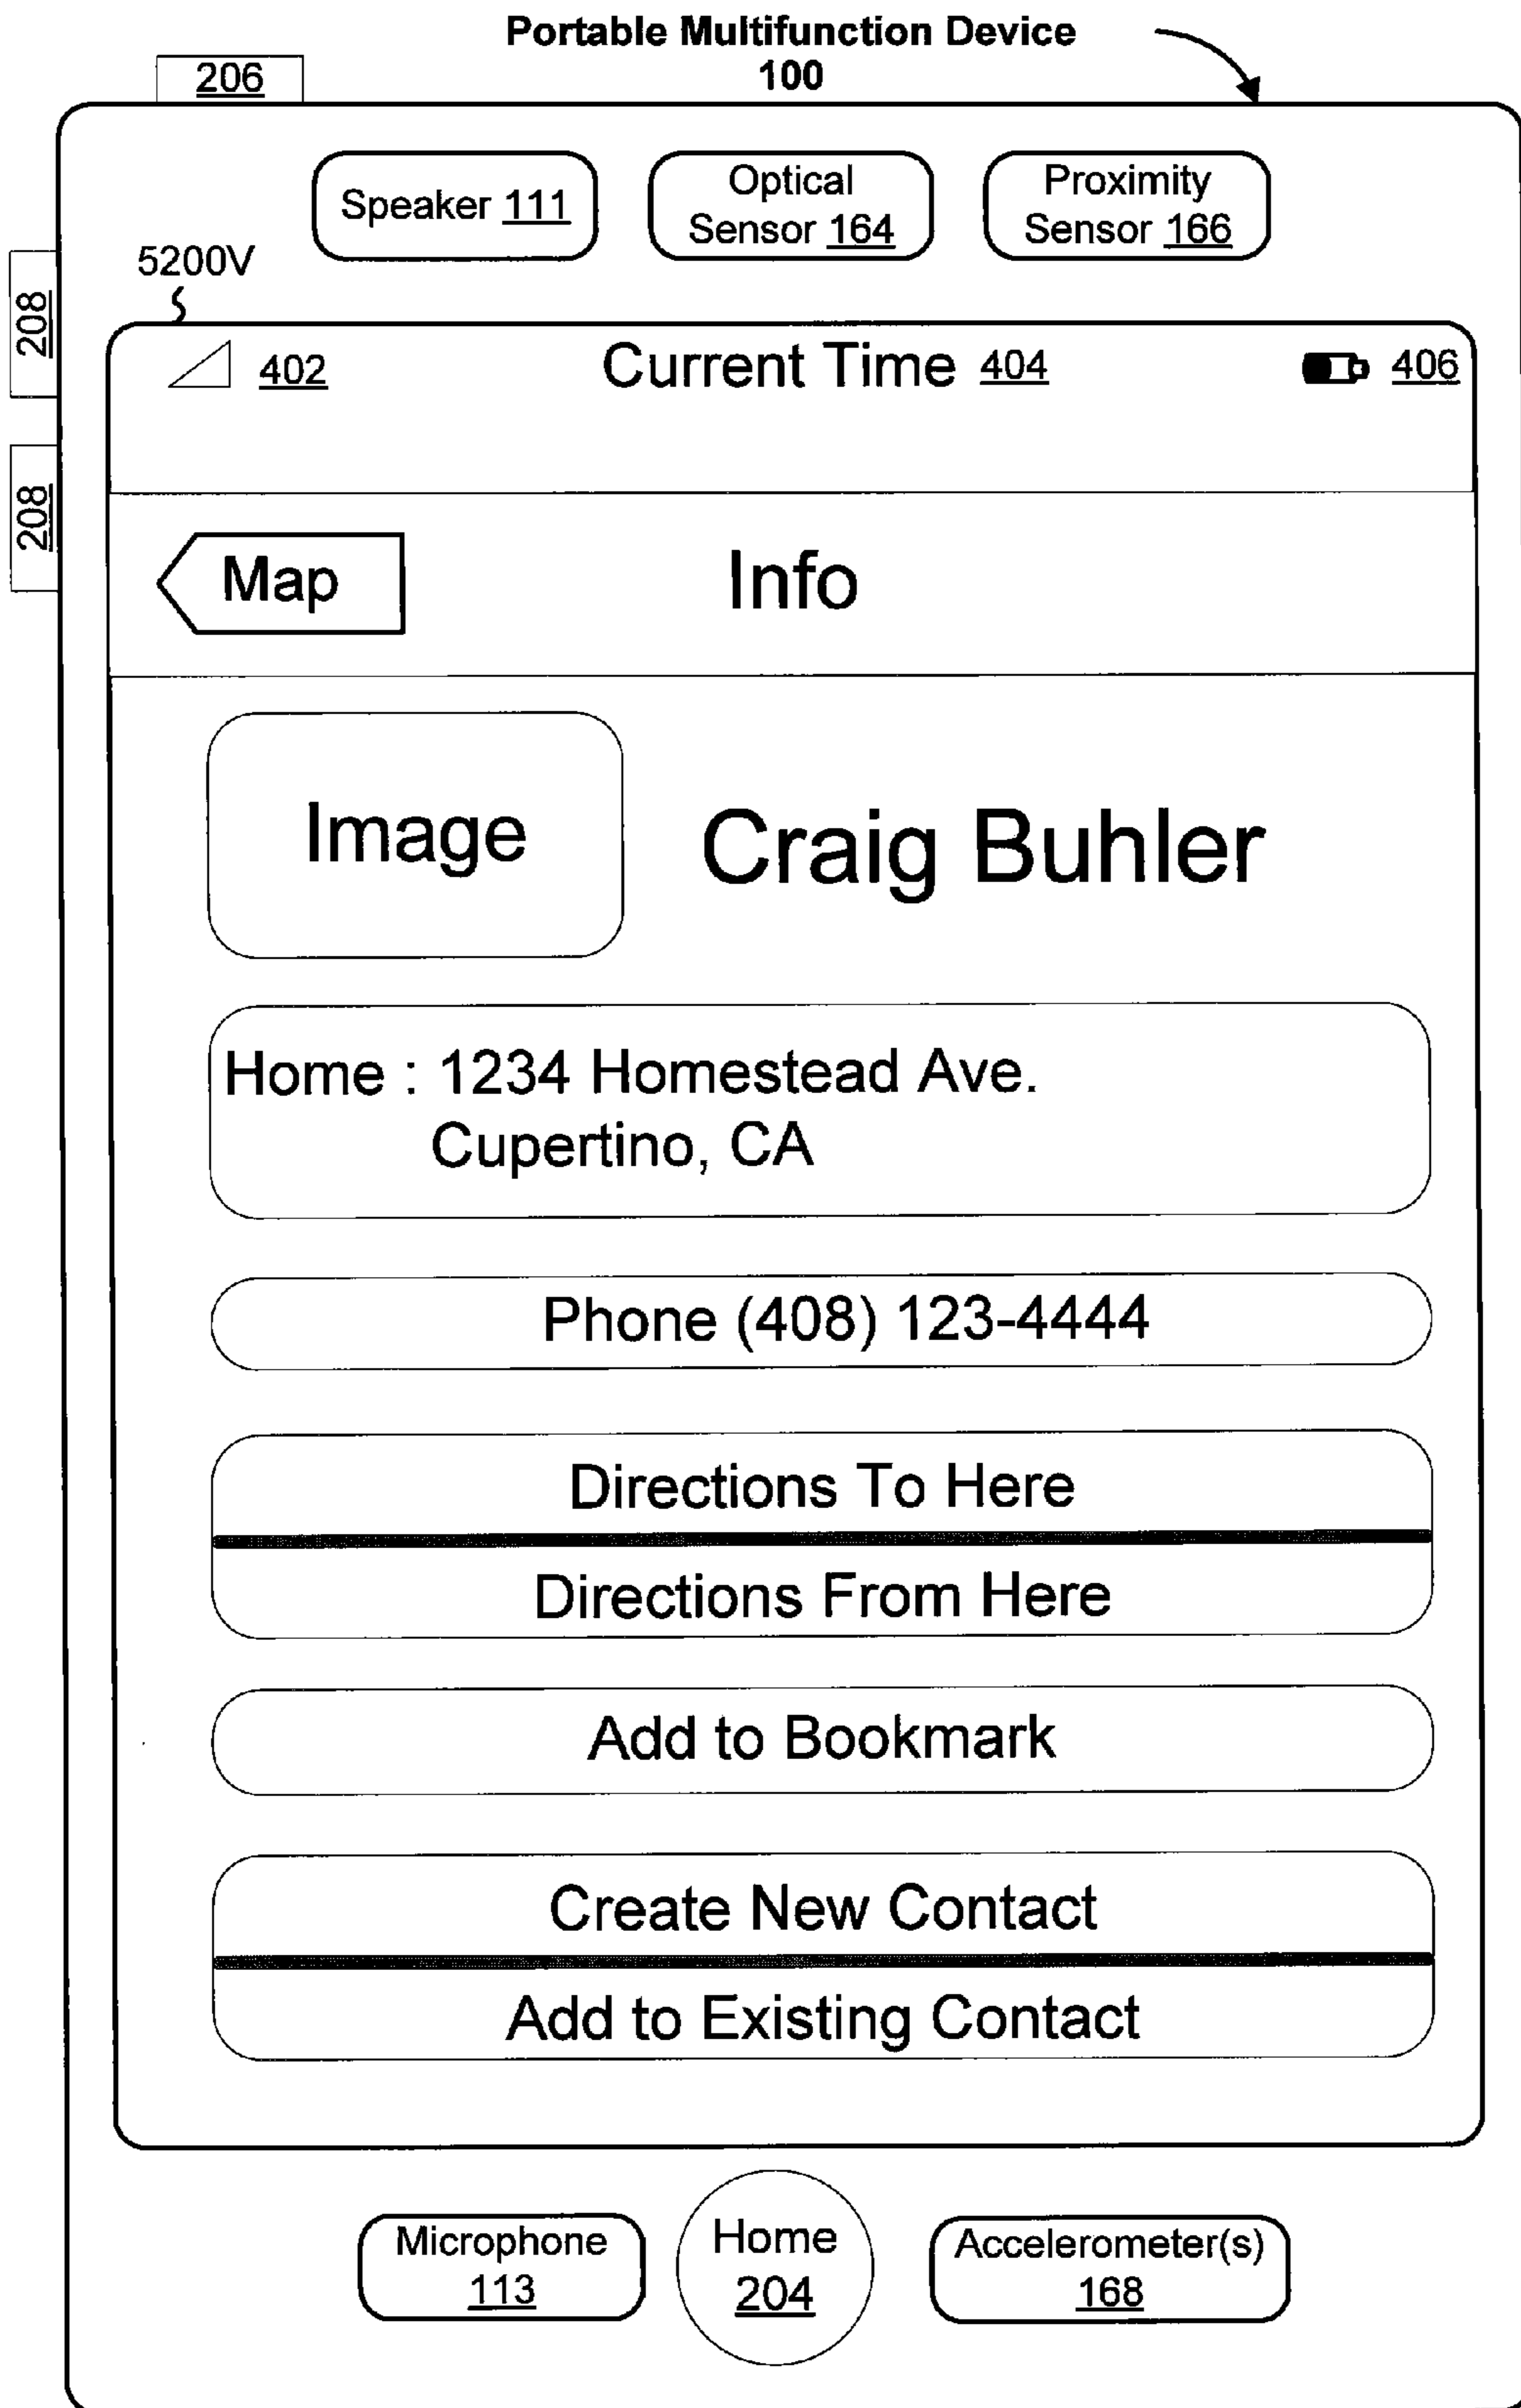 Portable Multifunction Device
100
206
Speaker 111
Optical
Sensor 164
Proximity
Sensor 166
5200V
208
208
402
Current Time 404
406
Map
Info
Image
Craig Buhler
Home : 1234 Homestead Ave.
Cupertino, CA
Phone (408) 123-4444
Directions To Here
Directions From Here
Add to Bookmark
Create New Contact
Add to Existing Contact
Microphone
113
Home
204
Accelerometer(s)
168